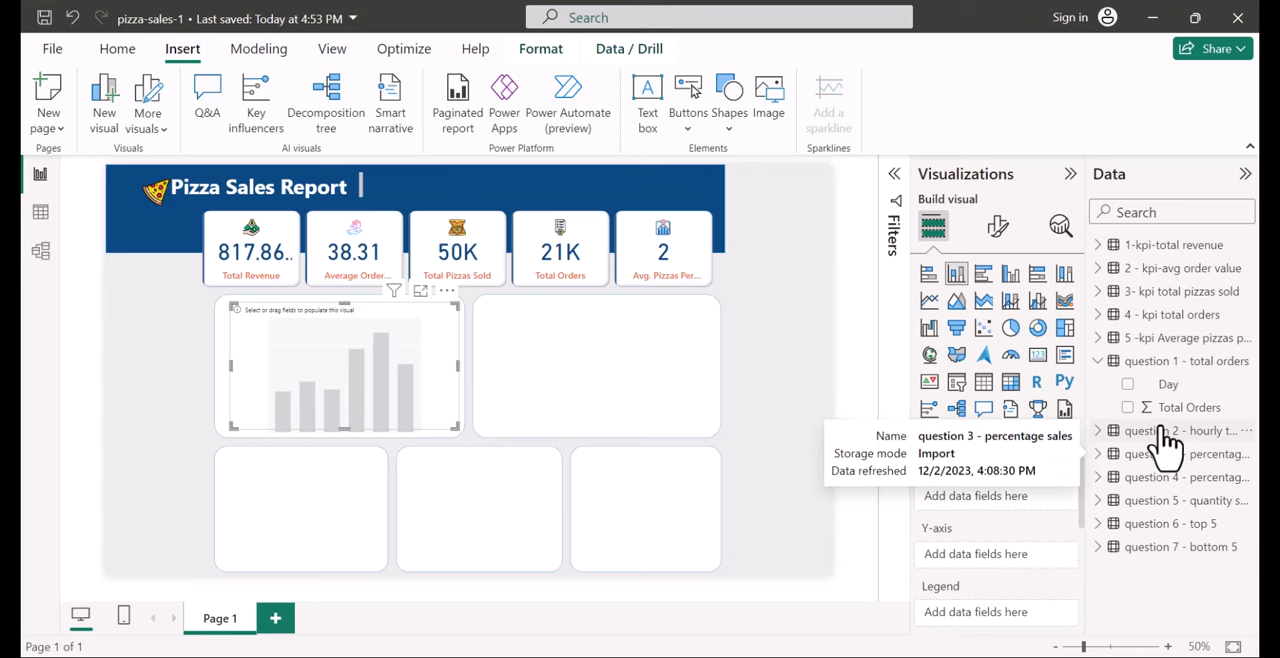 pizza-sales-1 • Last saved: Today at 4:53 PM
Search
Sign in
File Home Insert Modeling View Optimize Help Format Data / Drill
Share
New page
New visual
More visuals
Q&A
Key influencers
Decomposition tree
Smart narrative
Paginated report
Power Apps
Power Automate (preview)
Text box
Buttons
Shapes
Image
Add a sparkline
Pages
Visuals
AI visuals
Power Platform
Elements
Sparklines
Pizza Sales Report
817.86..
Total Revenue
38.31
Average Order...
50K
Total Pizzas Sold
21K
Total Orders
2
Avg. Pizzas Per...
Select or drag fields to populate this visual
Filters
Visualizations
Build visual
R
Py
123
Name question 3 - percentage sales
Storage mode Import
Data refreshed 12/2/2023, 4:08:30 PM
Add data fields here
Y-axis
Add data fields here
Legend
Add data fields here
Data
Search
1-kpi-total revenue
2 - kpi-avg order value
3- kpi total pizzas sold
4 - kpi total orders
5 -kpi Average pizzas p...
question 1 - total orders
Day
Σ Total Orders
question 2 - hourly t...
percentag...
question 4 - percentag...
question 5 - quantity s...
question 6 - top 5
question 7 - bottom 5
Page 1
Page 1 of 1
- + 50%